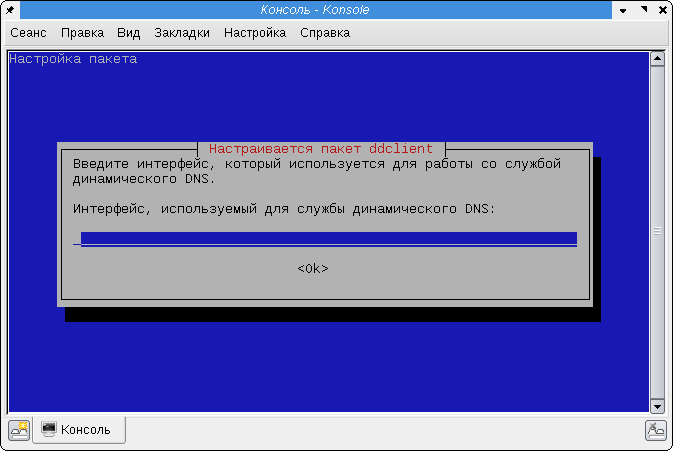 Консоль - Konsole
Сеанс Правка Вид Закладки Настройка Справка
Настройка пакета
Настраивается пакет ddclient
Введите интерфейс, который используется для работы со службой
динамического DNS.
Интерфейс, используемый для службы динамического DNS:
<Ok>
Консоль